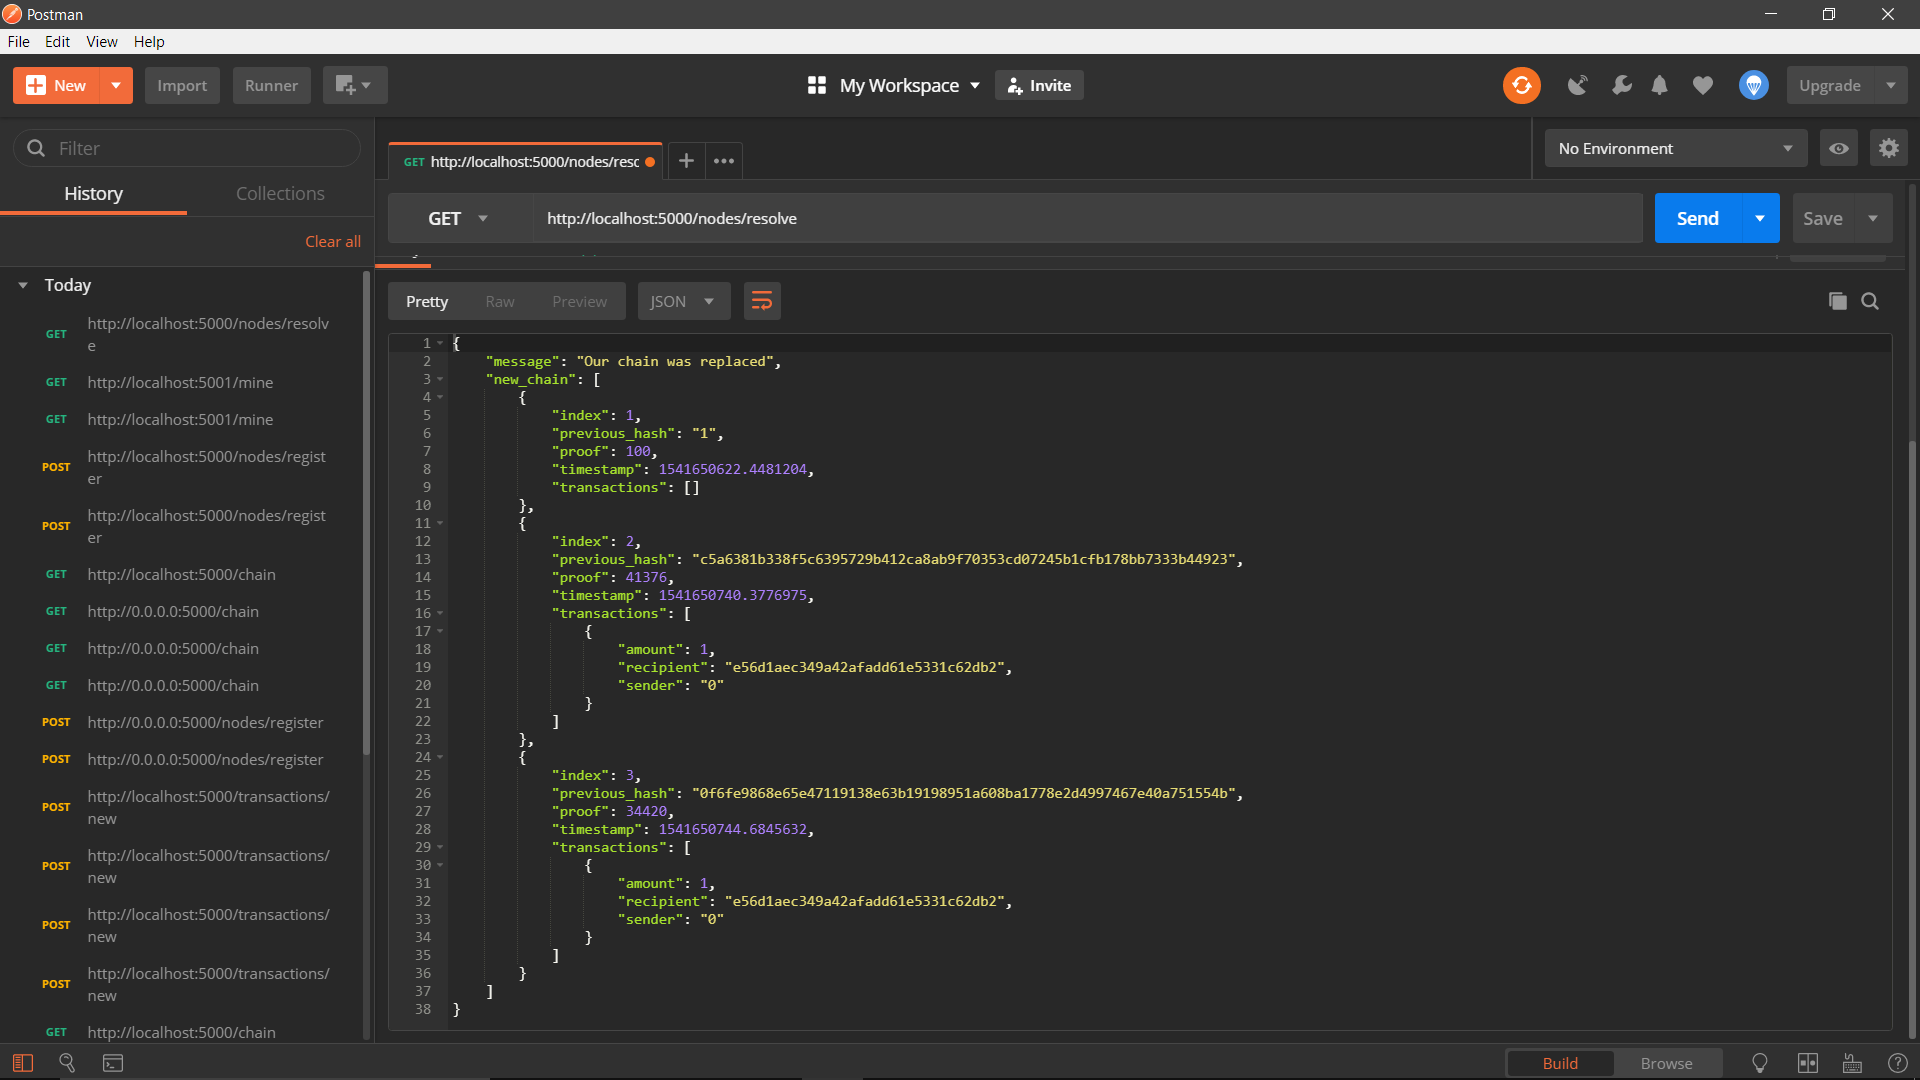 Postman
File Edit View Help
New Import Runner My Workspace Invite Upgrade
Filter
History Collections
Clear all
Today
GET http://localhost:5000/nodes/resolv
e
GET http://localhost:5001/mine
GET http://localhost:5001/mine
POST http://localhost:5000/nodes/regist
er
POST http://localhost:5000/nodes/regist
er
GET http://localhost:5000/chain
GET http://0.0.0.0:5000/chain
GET http://0.0.0.0:5000/chain
GET http://0.0.0.0:5000/chain
POST http://0.0.0.0:5000/nodes/register
POST http://0.0.0.0:5000/nodes/register
POST http://localhost:5000/transactions/
new
POST http://localhost:5000/transactions/
new
POST http://localhost:5000/transactions/
new
POST http://localhost:5000/transactions/
new
GET http://localhost:5000/chain
GET http://localhost:5000/nodes/resc
No Environment
GET http://localhost:5000/nodes/resolve Send Save
Pretty Raw Preview JSON
1 {
2 "message": "Our chain was replaced",
3 "new_chain": [
4 {
5 "index": 1,
6 "previous_hash": "1",
7 "proof": 100,
8 "timestamp": 1541650622.4481204,
9 "transactions": []
10 },
11 {
12 "index": 2,
13 "previous_hash": "c5a6381b338f5c6395729b412ca8ab9f70353cd07245b1cfb178bb7333b44923",
14 "proof": 41376,
15 "timestamp": 1541650740.3776975,
16 "transactions": [
17 {
18 "amount": 1,
19 "recipient": "e56d1aec349a42afadd61e5331c62db2",
20 "sender": "0"
21 }
22 ]
23 },
24 {
25 "index": 3,
26 "previous_hash": "0f6fe9868e65e47119138e63b19198951a608ba1778e2d4997467e40a751554b",
27 "proof": 34420,
28 "timestamp": 1541650744.6845632,
29 "transactions": [
30 {
31 "amount": 1,
32 "recipient": "e56d1aec349a42afadd61e5331c62db2",
33 "sender": "0"
34 }
35 ]
36 }
37 ]
38 }
Build Browse